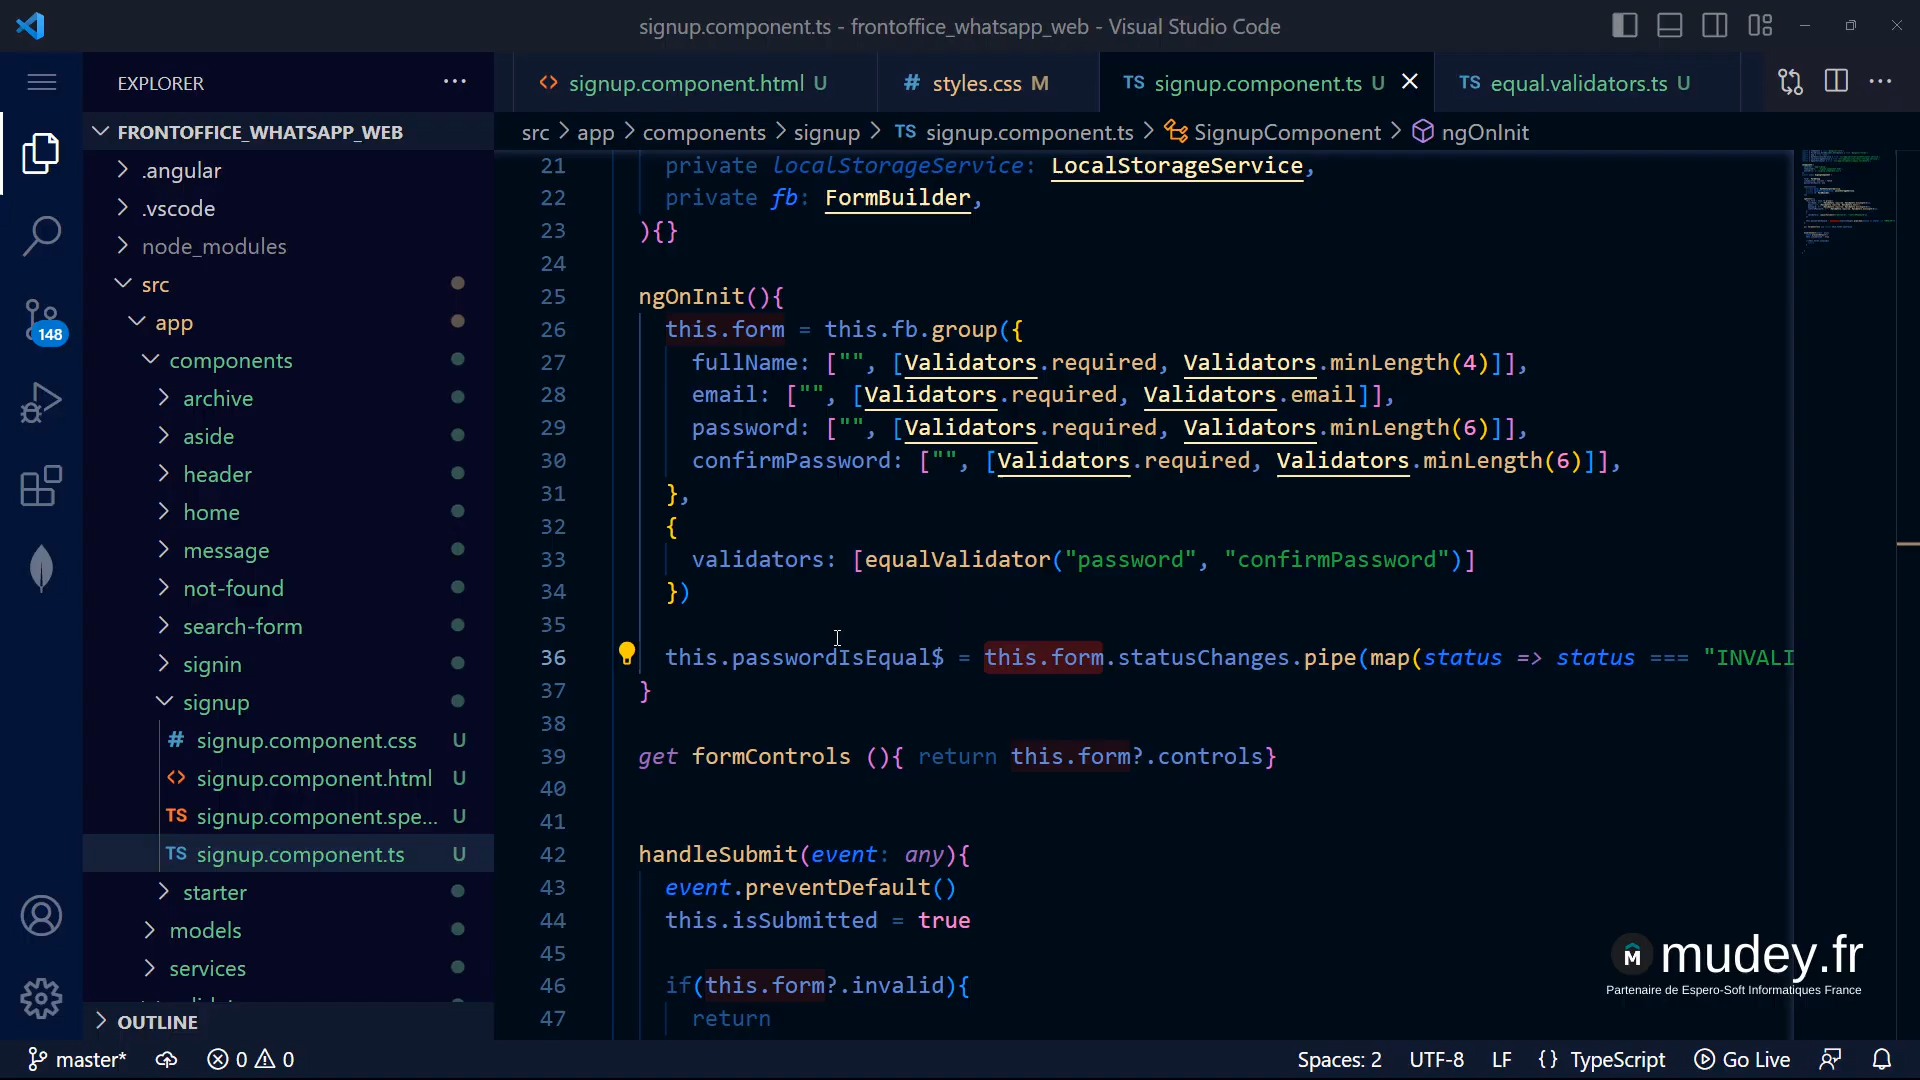 signup.component.ts - frontoffice_whatsapp_web - Visual Studio Code
EXPLORER
signup.component.html U
# styles.css M
TS signup.component.ts U
TS equal.validators.ts U
FRONTOFFICE_WHATSAPP_WEB
src > app > components > signup > TS signup.component.ts > SignupComponent > ngOnInit
.angular
.vscode
node_modules
src
app
components
archive
aside
header
home
message
not-found
search-form
signin
signup
# signup.component.css U
<> signup.component.html U
TS signup.component.spe... U
TS signup.component.ts U
starter
models
services
OUTLINE
148
21 private localStorageService: LocalStorageService,
22 private fb: FormBuilder,
23 ){}
24
25 ngOnInit(){
26 this.form = this.fb.group({
27 fullName: ["", [Validators.required, Validators.minLength(4)]],
28 email: ["", [Validators.required, Validators.email]],
29 password: ["", [Validators.required, Validators.minLength(6)]],
30 confirmPassword: ["", [Validators.required, Validators.minLength(6)]],
31 },
32 {
33 validators: [equalValidator("password", "confirmPassword")]
34 })
35
36 this.passwordIsEqual$ = this.form.statusChanges.pipe(map(status => status === "INVALI
37 }
38
39 get formControls (){ return this.form?.controls}
40
41
42 handleSubmit(event: any){
43 event.preventDefault()
44 this.isSubmitted = true
45
46 if(this.form?.invalid){
47 return
M mudey.fr
Partenaire de Espero-Soft Informatiques France
master* 0 0
Spaces: 2 UTF-8 LF {} TypeScript Go Live